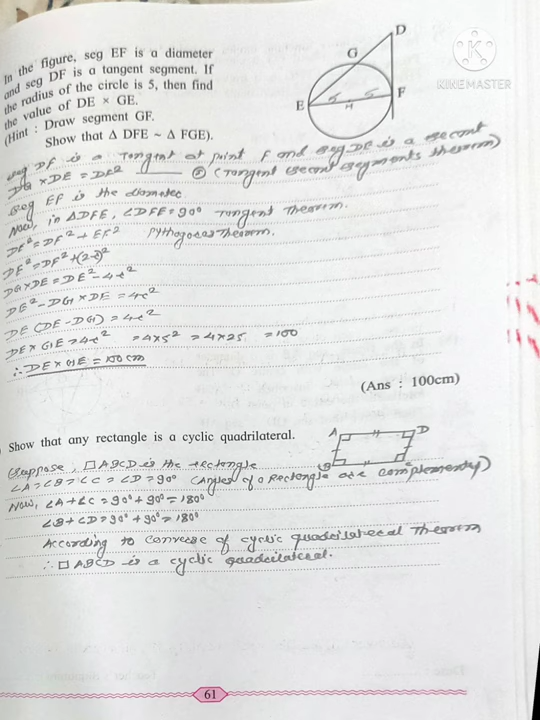 In the figure, seg EF is a diameter
and seg DF is a tangent segment. If
the radius of the circle is 5, then find
the value of DE × GE.
(Hint : Draw segment GF.
Show that Δ DFE ~ Δ FGE).
D
G
E 5 5 F
H
KINEMASTER
seg DF is a Tangent at point F and seg DE is a secant
DG × DE = DF² (Tangent secant segments theorem)
Seg EF is the diameter.
Now, in ΔDFE, ∠DFE = 90° Tangent Theorem.
DE² = DF² + EF² Pythogoras Theorem.
DE² = DF² + (2r)²
DG × DE = DE² - 4r²
DE² - DG × DE = 4r²
DE (DE - DG) = 4r²
DE × GE = 4r² = 4×5² = 4×25 = 100
∴ DE × GE = 100 cm
(Ans : 100cm)
Show that any rectangle is a cyclic quadrilateral.
A D
B
(Suppose, □ABCD is the rectangle
∠A = ∠B = ∠C = ∠D = 90° (Angles of a Rectangle are complementy)
Now, ∠A + ∠C = 90° + 90° = 180°
∠B + ∠D = 90° + 90° = 180°
According to Converse of cyclic quadrilateral Theorem
∴ □ABCD is a cyclic quadrilateral.
61